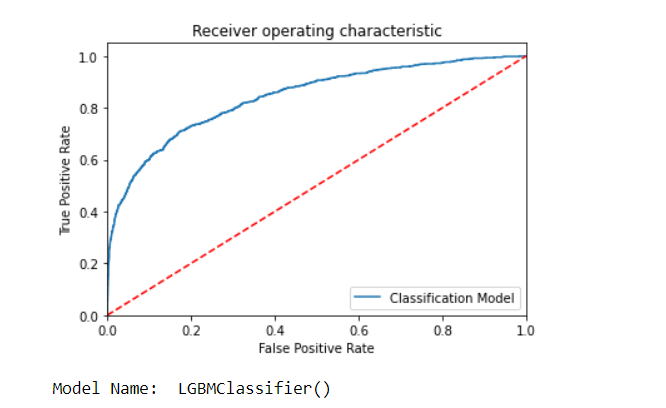 Receiver operating characteristic
1.0
0.8
0.6
0.4
0.2
0.0
True Positive Rate
Classification Model
0.0 0.2 0.4 0.6 0.8 1.0
False Positive Rate
Model Name: LGBMClassifier()